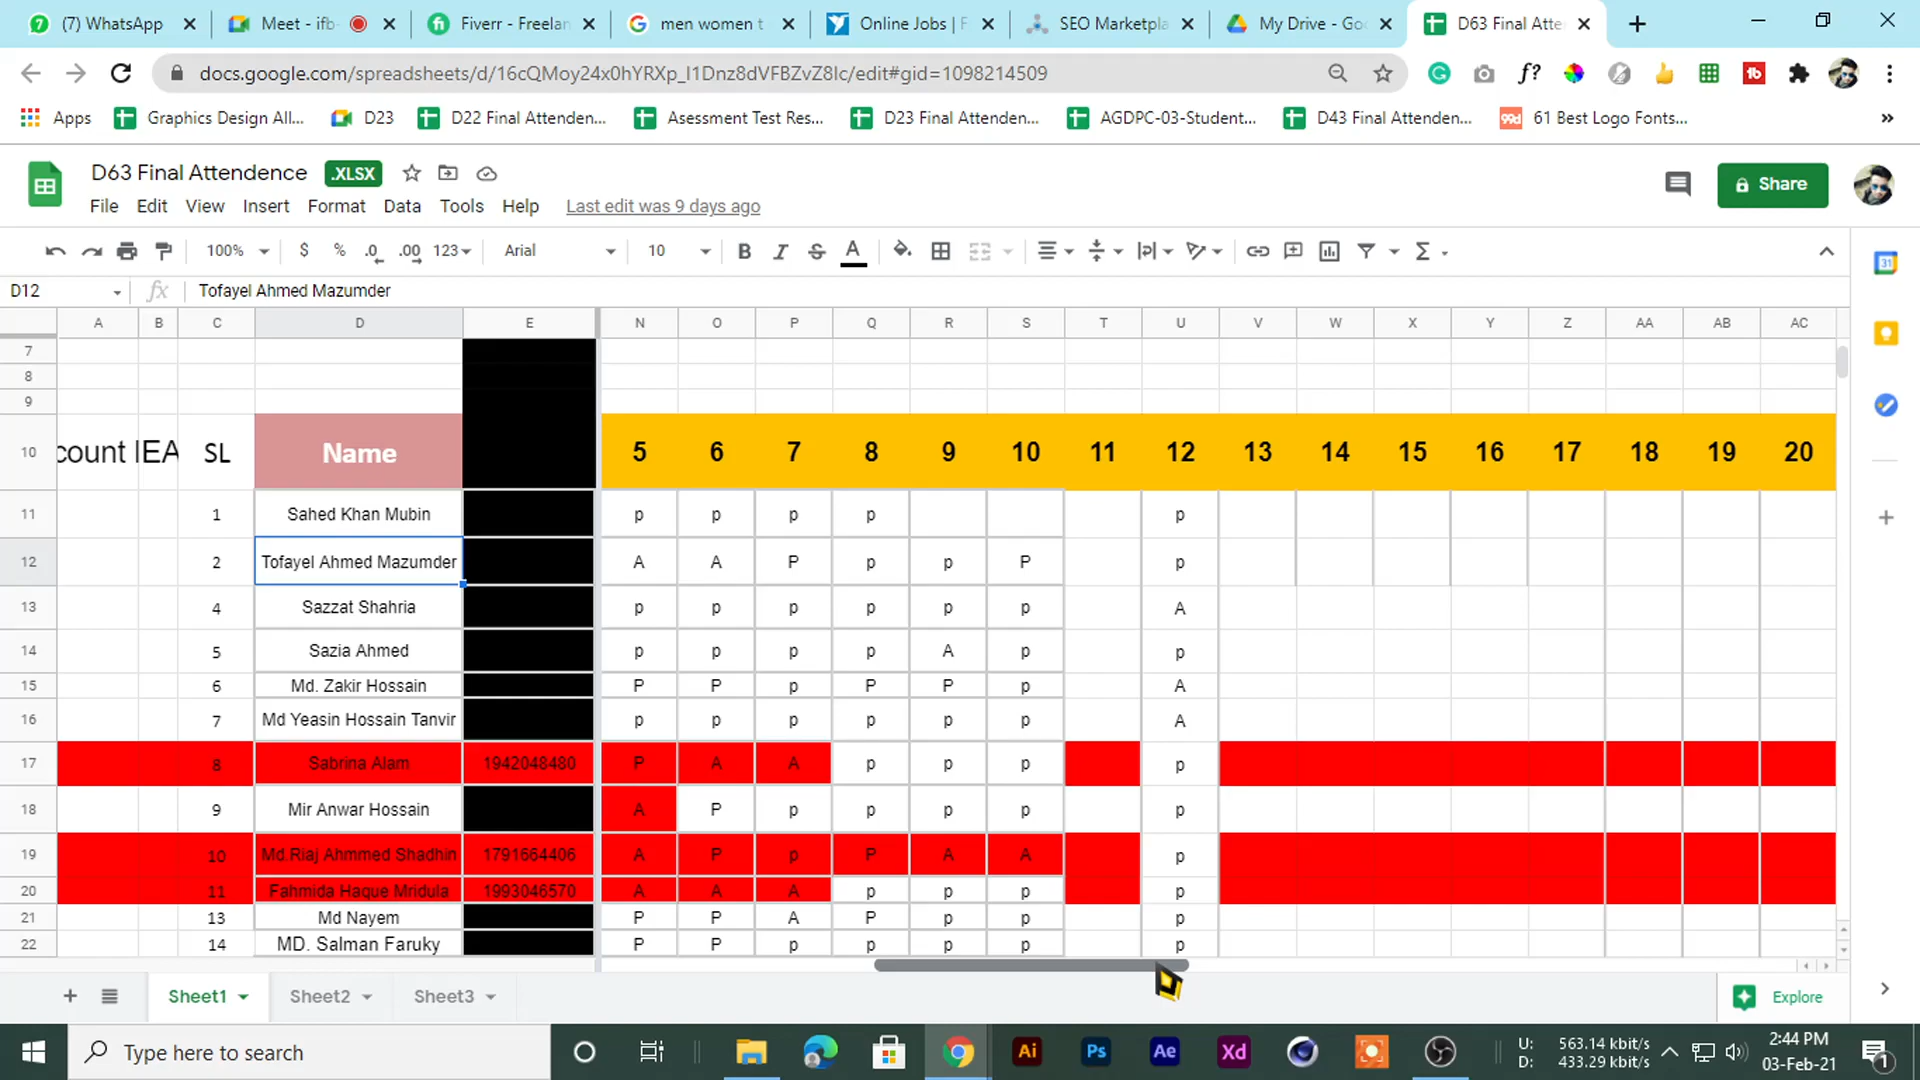 (7) WhatsApp
Meet - ifb-
Fiverr - Freelan
men women t
Online Jobs | F
SEO Marketpla
My Drive - Goo
D63 Final Atte
docs.google.com/spreadsheets/d/16cQMoy24x0hYRXp_I1Dnz8dVFBZvZ8Ic/edit#gid=1098214509
Apps
Graphics Design All...
D23
D22 Final Attenden...
Asessment Test Res...
D23 Final Attenden...
AGDPC-03-Student...
D43 Final Attenden...
99d
61 Best Logo Fonts...
»
D63 Final Attendence .XLSX
Share
File Edit View Insert Format Data Tools Help Last edit was 9 days ago
100% $ % .0 .00 123 Arial 10 B I S A Σ
31
D12 fx Tofayel Ahmed Mazumder
A B C D E N O P Q R S T U V W X Y Z AA AB AC
7
8
9
10 count IEA SL Name 5 6 7 8 9 10 11 12 13 14 15 16 17 18 19 20
11 1 Sahed Khan Mubin p p p p p
12 2 Tofayel Ahmed Mazumder A A P p p P p
13 4 Sazzat Shahria p p p p p p A
14 5 Sazia Ahmed p p p p A p p
15 6 Md. Zakir Hossain P P p P P p A
16 7 Md Yeasin Hossain Tanvir p p p p p p A
17 8 Sabrina Alam 1942048480 P A A p p p p
18 9 Mir Anwar Hossain A P p p p p p
19 10 Md.Riaj Ahmmed Shadhin 1791664406 A P p P A A p
20 11 Fahmida Haque Mridula 1993046570 A A A p p p p
21 13 Md Nayem P P A P p p p
22 14 MD. Salman Faruky P P p p p p p
Sheet1 Sheet2 Sheet3
Explore
Type here to search
Ai Ps Ae Xd
U: 563.14 kbit/s
D: 433.29 kbit/s
2:44 PM
03-Feb-21
1